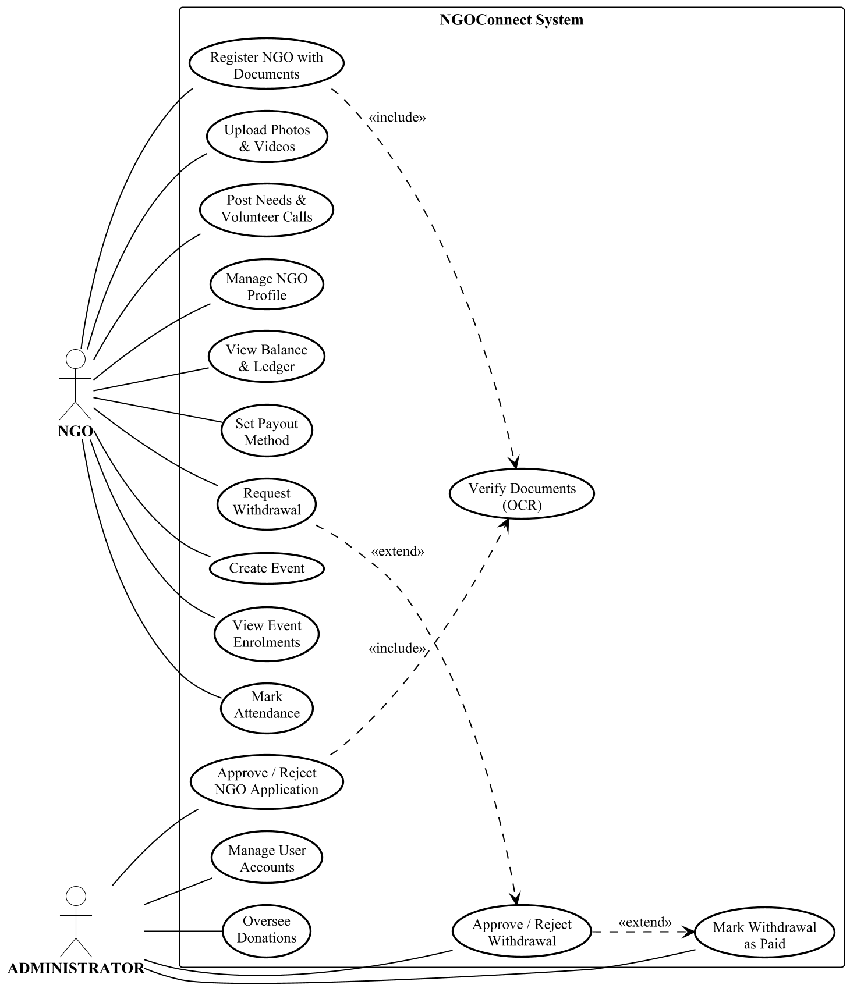 NGOConnect System
Register NGO with
Documents
«include»
Upload Photos
& Videos
Post Needs &
Volunteer Calls
Manage NGO
Profile
View Balance
& Ledger
NGO
Set Payout
Method
Request
Withdrawal
Verify Documents
(OCR)
«extend»
Create Event
View Event
Enrolments
«include»
Mark
Attendance
Approve / Reject
NGO Application
Manage User
Accounts
ADMINISTRATOR
Oversee
Donations
Approve / Reject
Withdrawal
«extend»
Mark Withdrawal
as Paid